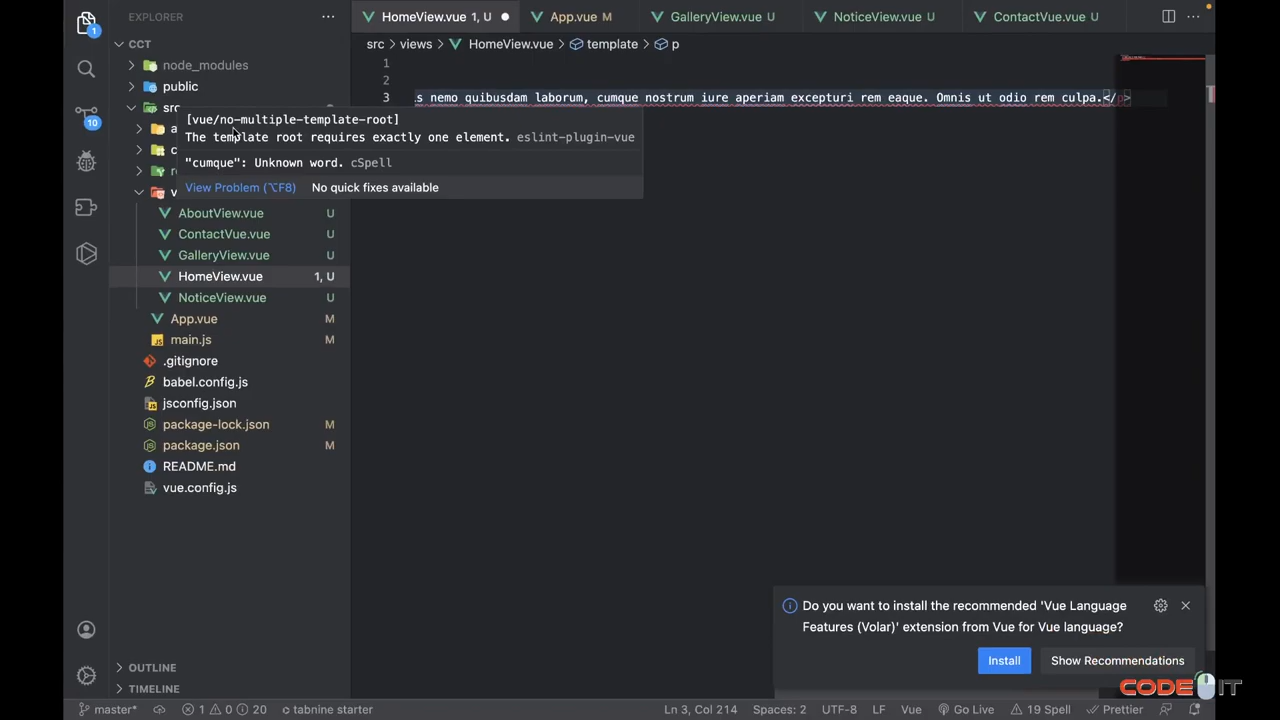 EXPLORER
HomeView.vue 1, U
App.vue M
GalleryView.vue U
NoticeView.vue U
ContactVue.vue U
CCT
src views HomeView.vue template p
node_modules
public
src
1
2
3
s nemo quibusdam laborum, cumque nostrum iure aperiam excepturi rem eaque. Omnis ut odio rem culpa.</p>
[vue/no-multiple-template-root]
The template root requires exactly one element. eslint-plugin-vue
"cumque": Unknown word. cSpell
View Problem (⌥F8) No quick fixes available
AboutView.vue U
ContactVue.vue U
GalleryView.vue U
HomeView.vue 1, U
NoticeView.vue U
App.vue M
main.js M
.gitignore
babel.config.js
jsconfig.json
package-lock.json M
package.json M
README.md
vue.config.js
1
10
Do you want to install the recommended 'Vue Language
Features (Volar)' extension from Vue for Vue language?
Install
Show Recommendations
OUTLINE
TIMELINE
CODE IT
master* 1 0 20 tabnine starter
Ln 3, Col 214 Spaces: 2 UTF-8 LF Vue Go Live 19 Spell Prettier